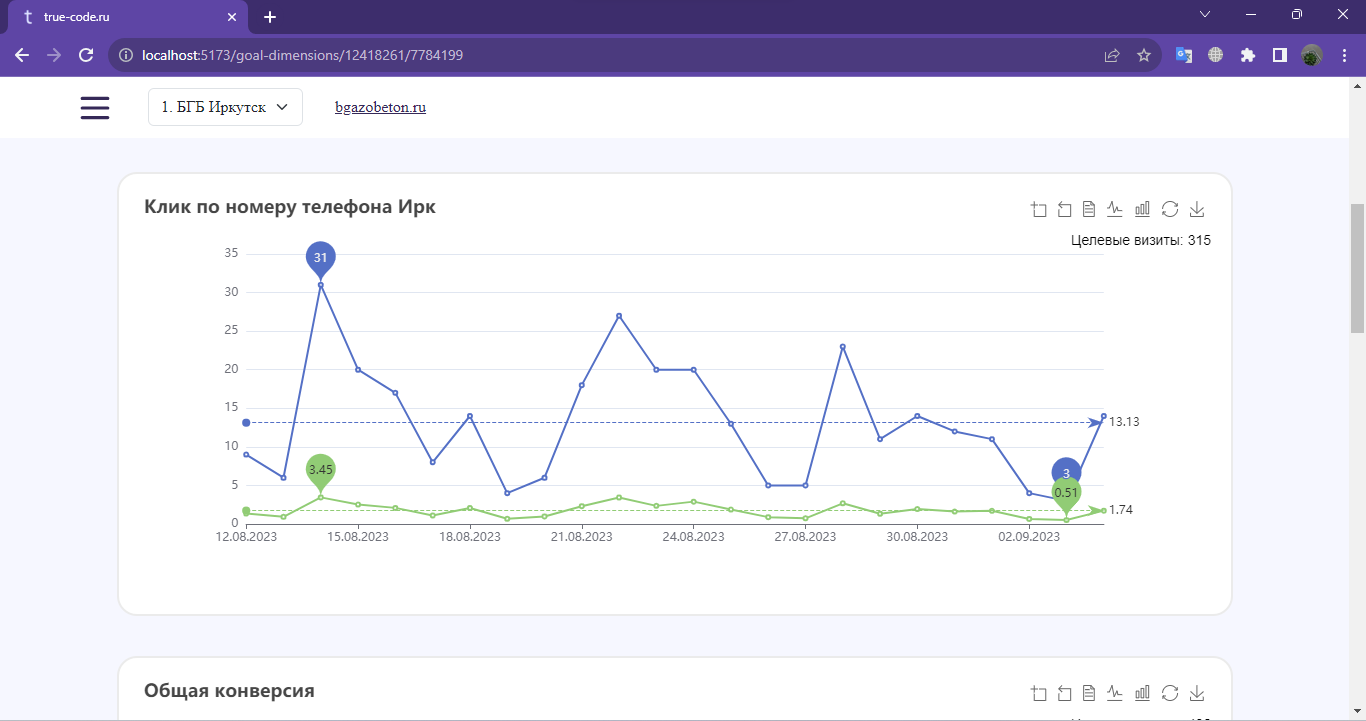 true-code.ru
localhost:5173/goal-dimensions/12418261/7784199
1. БГБ Иркутск
bgazobeton.ru
Клик по номеру телефона Ирк
Целевые визиты: 315
35
31
30
25
20
15
13.13
10
3.45
3
5
0.51
1.74
0
12.08.2023 15.08.2023 18.08.2023 21.08.2023 24.08.2023 27.08.2023 30.08.2023 02.09.2023
Общая конверсия